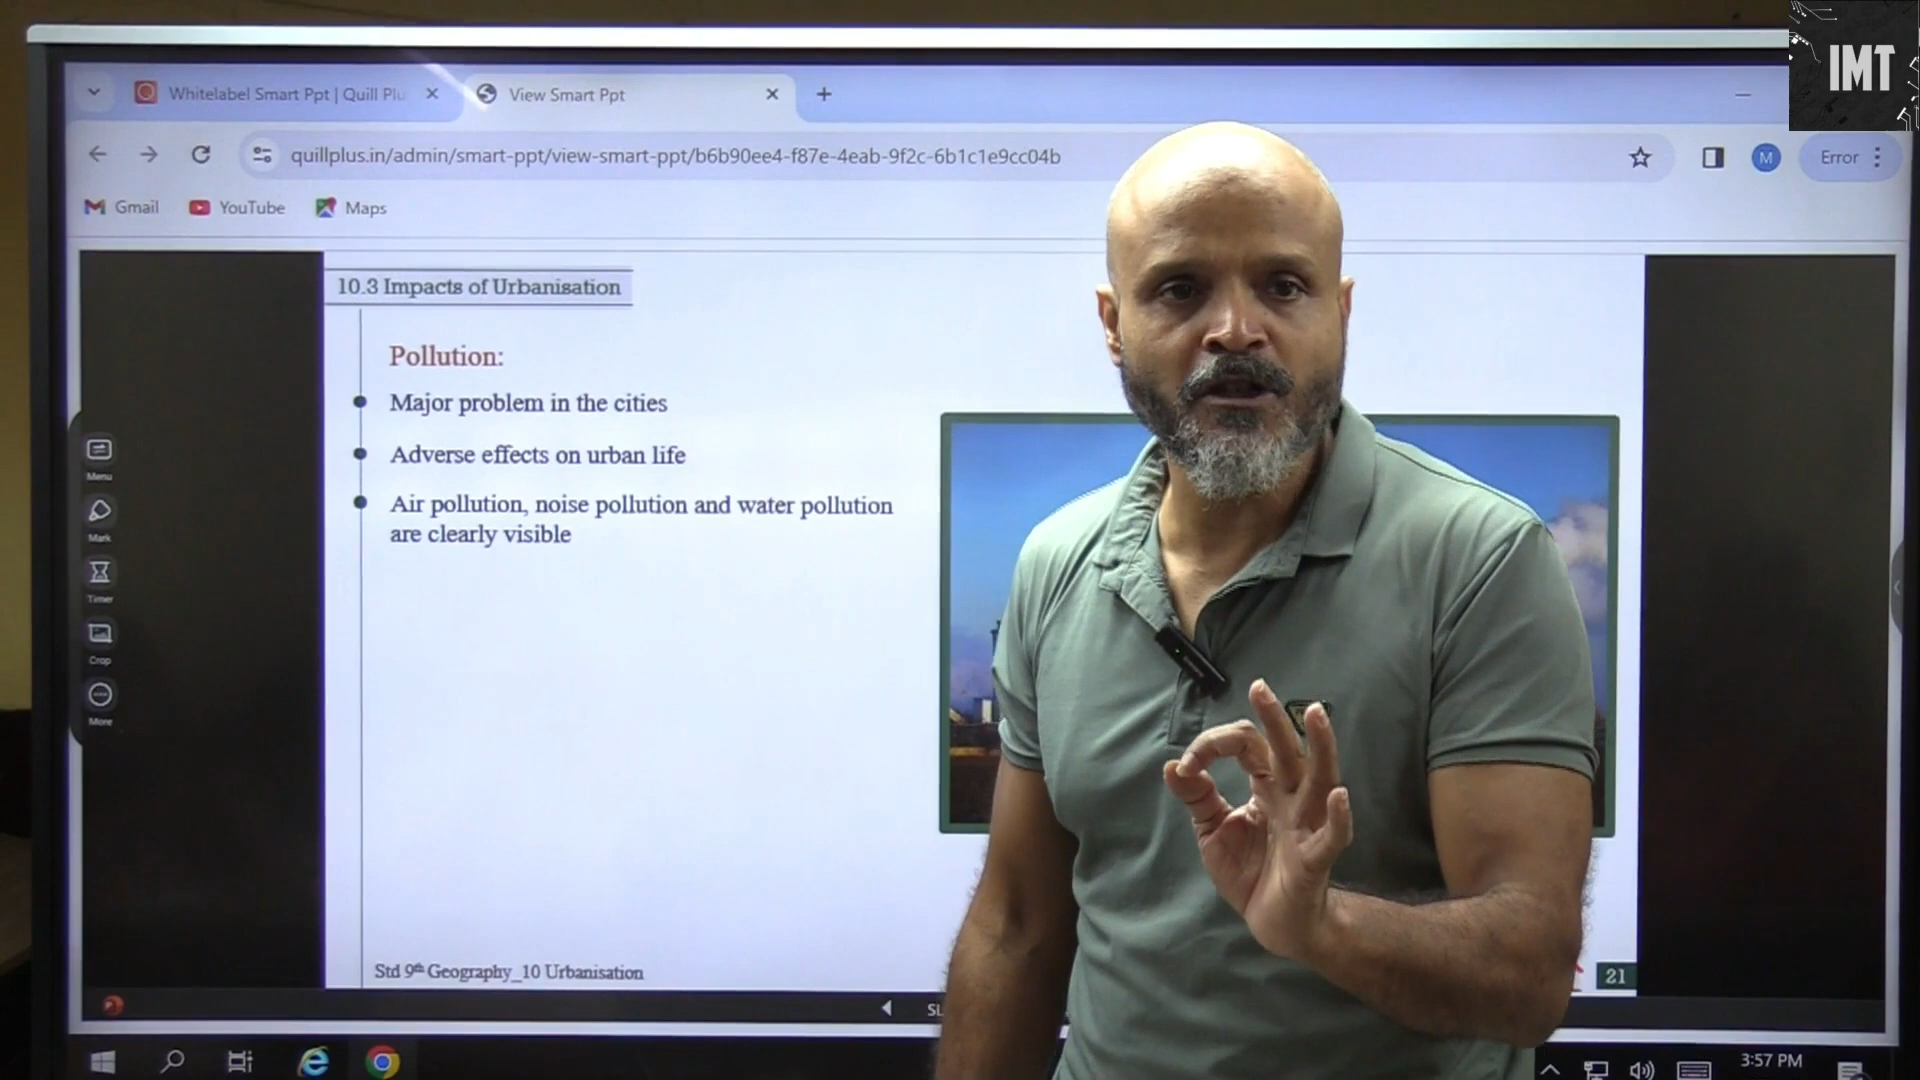 IMT
Whitelabel Smart Ppt | Quill Plu
View Smart Ppt
quillplus.in/admin/smart-ppt/view-smart-ppt/b6b90ee4-f87e-4eab-9f2c-6b1c1e9cc04b
M
Error
Gmail
YouTube
Maps
10.3 Impacts of Urbanisation
Pollution:
Major problem in the cities
Adverse effects on urban life
Air pollution, noise pollution and water pollution
are clearly visible
Menu
Mark
Timer
Crop
More
Std 9th Geography_10 Urbanisation
21
SL
3:57 PM